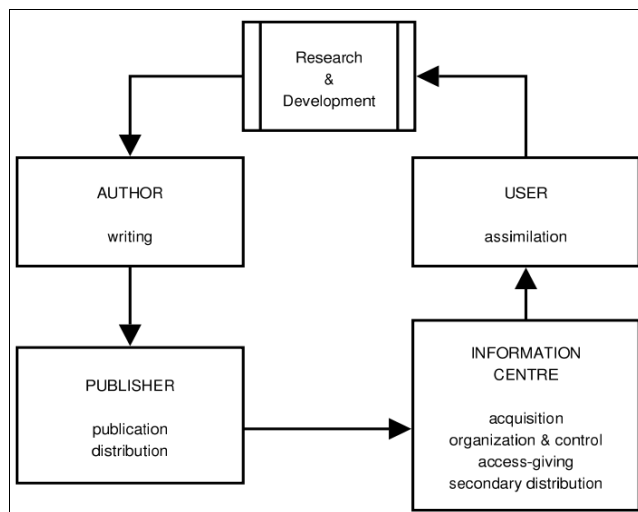 Research
&
Development
AUTHOR
writing
USER
assimilation
PUBLISHER
publication
distribution
INFORMATION
CENTRE
acquisition
organization & control
access-giving
secondary distribution